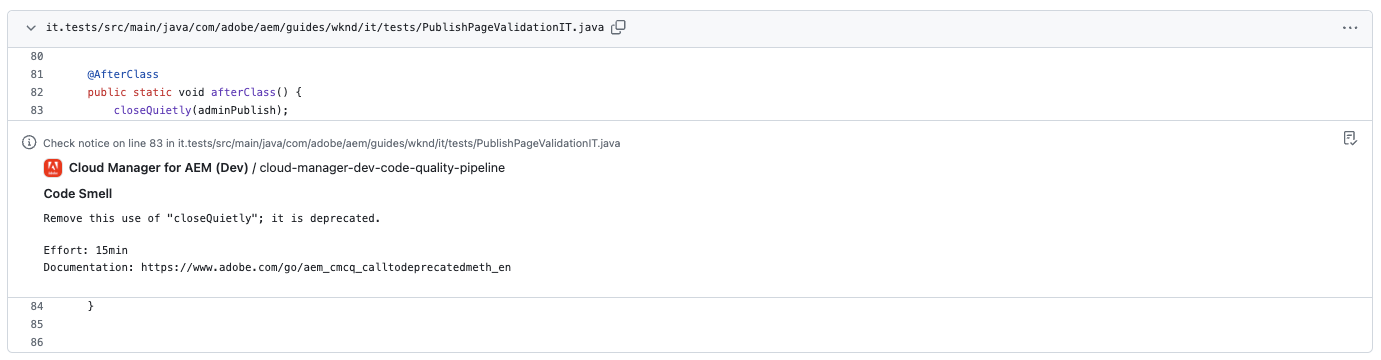 it.tests/src/main/java/com/adobe/aem/guides/wknd/it/tests/PublishPageValidationIT.java
80
81 @AfterClass
82 public static void afterClass() {
83 closeQuietly(adminPublish);
Check notice on line 83 in it.tests/src/main/java/com/adobe/aem/guides/wknd/it/tests/PublishPageValidationIT.java
Cloud Manager for AEM (Dev) / cloud-manager-dev-code-quality-pipeline
Code Smell
Remove this use of "closeQuietly"; it is deprecated.
Effort: 15min
Documentation: https://www.adobe.com/go/aem_cmcq_calltodeprecatedmeth_en
84 }
85
86